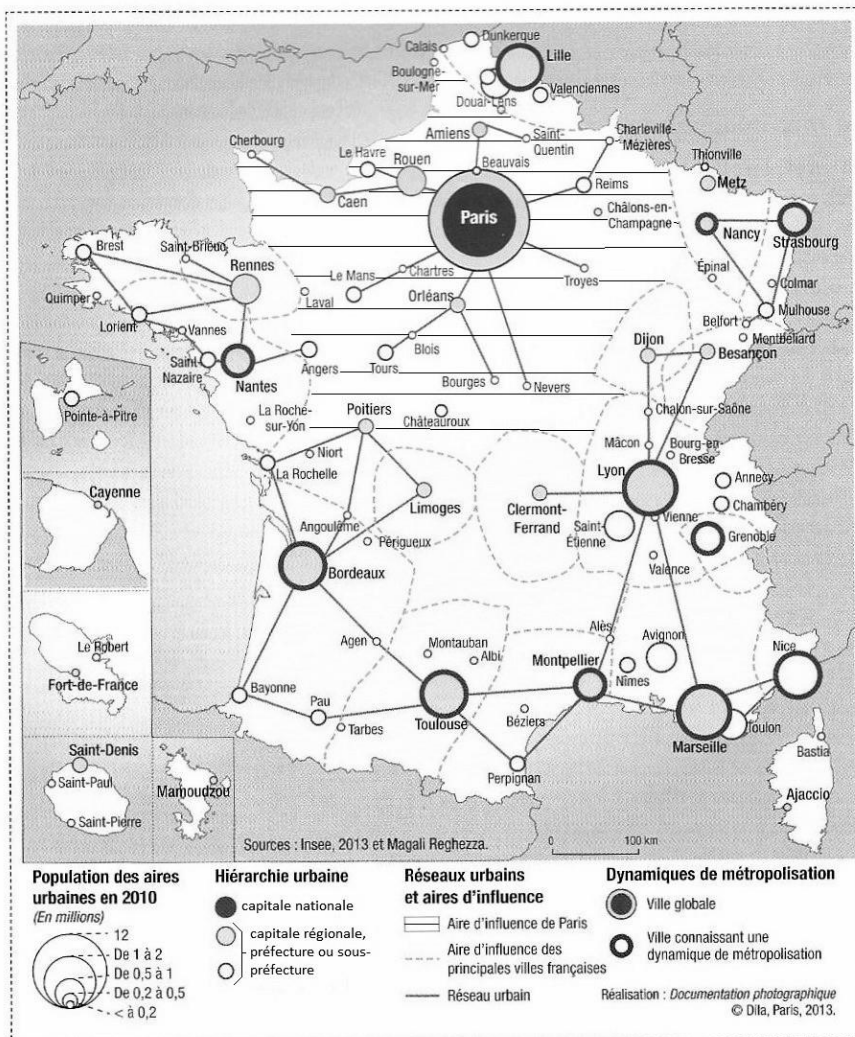 Dunkerque
Calais
Lille
Boulogne-
sur-Mer
Valenciennes
Douai-Lens
Amiens
Saint-
Quentin
Charleville-
Mézières
Cherbourg
Le Havre
Rouen
Beauvais
Thionville
Reims
Metz
Caen
Paris
Châlons-en-
Champagne
Nancy
Strasbourg
Brest
Saint-Brieuc
Rennes
Le Mans
Chartres
Troyes
Épinal
Colmar
Quimper
Laval
Orléans
Mulhouse
Lorient
Vannes
Belfort
Montbéliard
Saint-
Nazaire
Nantes
Angers
Tours
Blois
Dijon
Besançon
Bourges
Nevers
Pointe-à-Pitre
La Roche-
sur-Yon
Poitiers
Châteauroux
Chalon-sur-Saône
Niort
Mâcon
Bourg-en-
Bresse
La Rochelle
Lyon
Annecy
Cayenne
Limoges
Clermont-
Ferrand
Chambéry
Angoulême
Saint-
Étienne
Vienne
Grenoble
Périgueux
Valence
Bordeaux
Le Robert
Fort-de-France
Agen
Montauban
Albi
Alès
Avignon
Nice
Montpellier
Nîmes
Bayonne
Pau
Toulouse
Béziers
Tarbes
Marseille
Toulon
Saint-Denis
Saint-Paul
Mamoudzou
Perpignan
Bastia
Ajaccio
Saint-Pierre
Sources : Insee, 2013 et Magali Reghezza.
0 100 km
Population des aires
urbaines en 2010
(En millions)
12
De 1 à 2
De 0,5 à 1
De 0,2 à 0,5
< à 0,2
Hiérarchie urbaine
capitale nationale
capitale régionale,
préfecture ou sous-
préfecture
Réseaux urbains
et aires d'influence
Aire d'influence de Paris
Aire d'influence des
principales villes françaises
Réseau urbain
Dynamiques de métropolisation
Ville globale
Ville connaissant une
dynamique de métropolisation
Réalisation : Documentation photographique
© Dila, Paris, 2013.